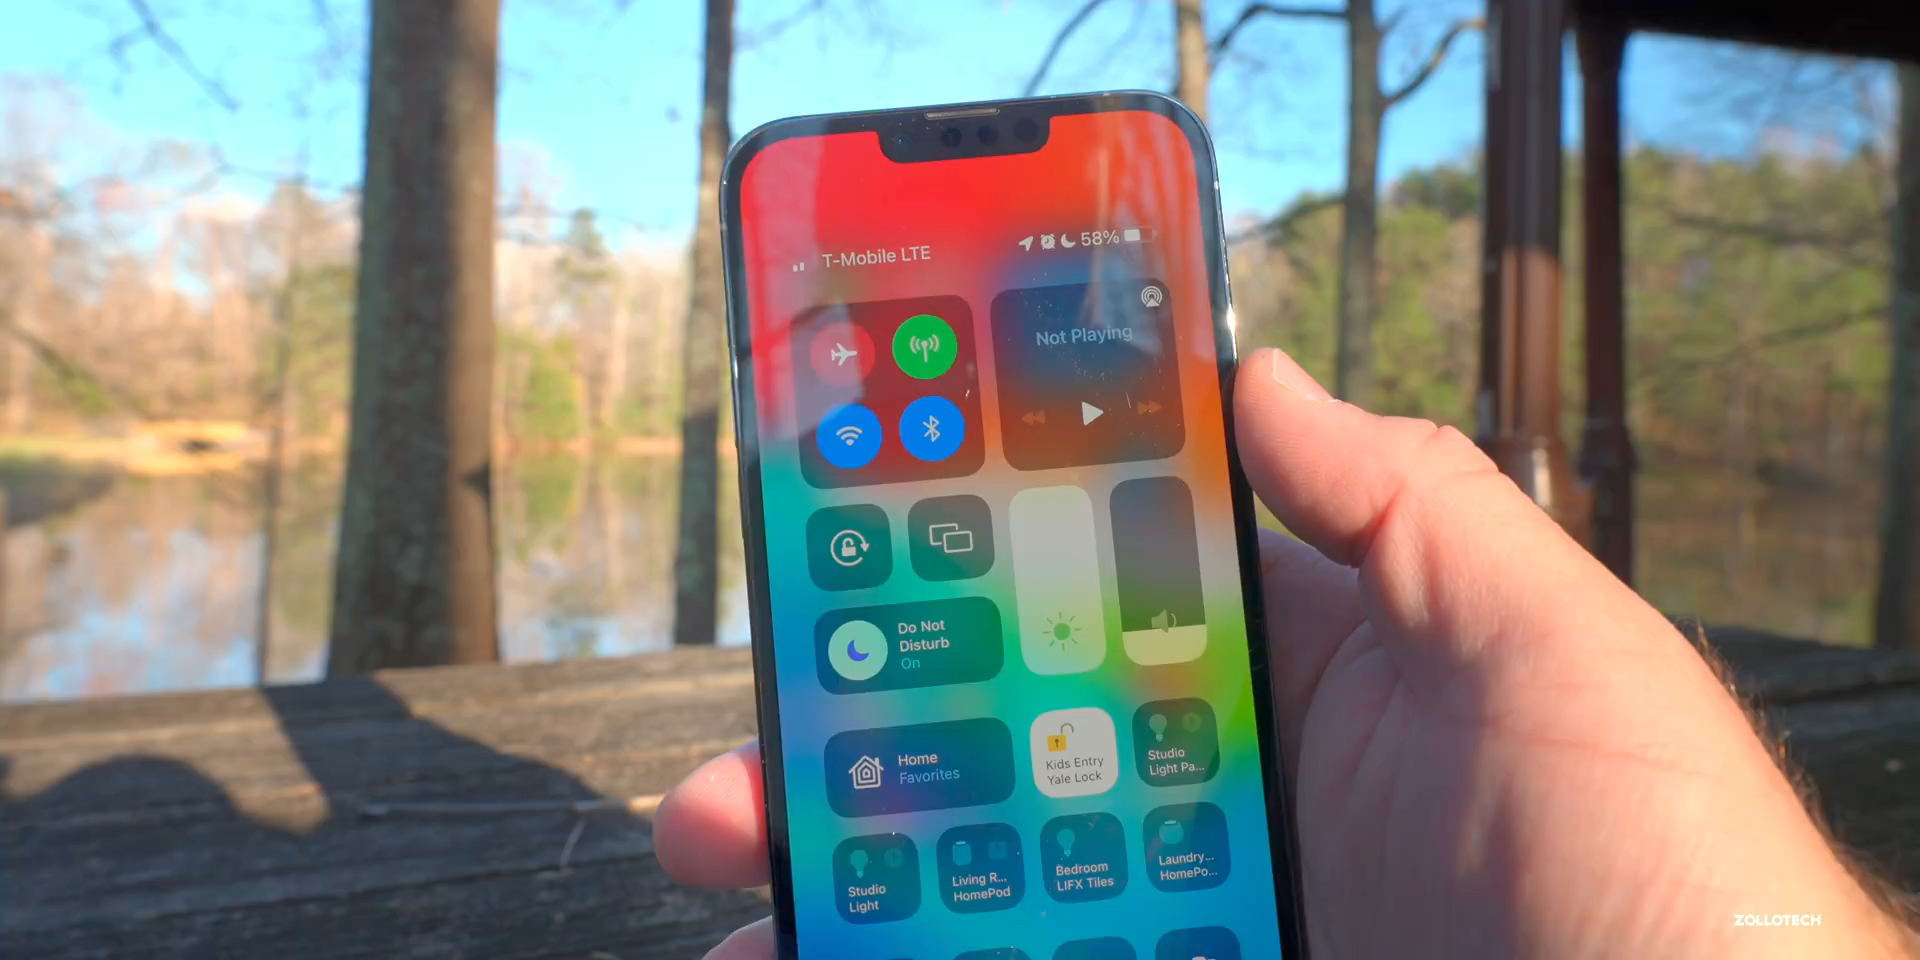 T-Mobile LTE
58%
Not Playing
Do Not
Disturb
On
Home
Favorites
Kids Entry
Yale Lock
Studio
Light Pa...
Studio
Light
Living R...
HomePod
Bedroom
LIFX Tiles
Laundry...
HomePo...
ZOLLOTECH